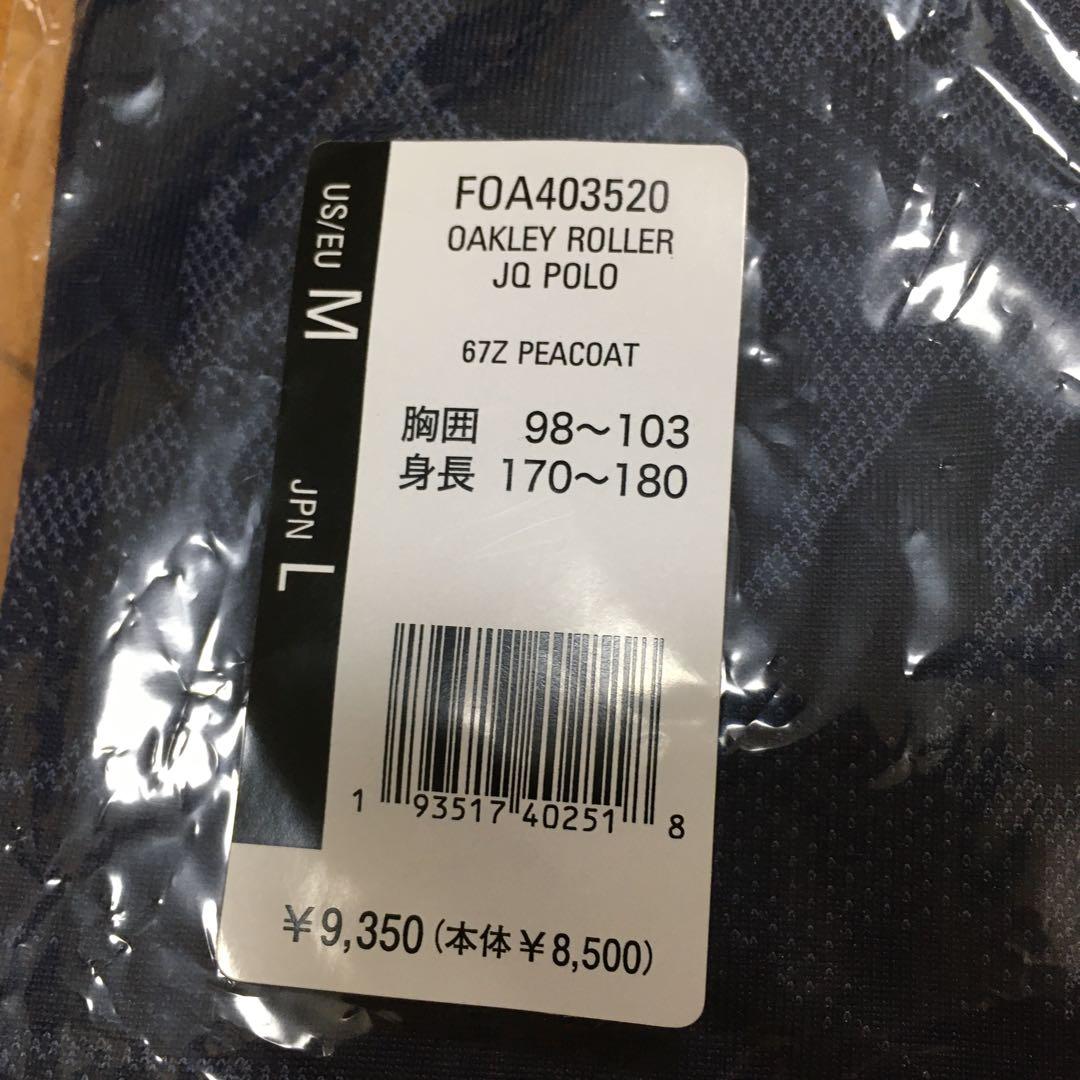 FOA403520
OAKLEY ROLLER
JQ POLO
67Z PEACOAT
胸囲 98～103
身長 170～180
US/EU M
JPN L
1 93517 40251 8
￥9,350(本体￥8,500)